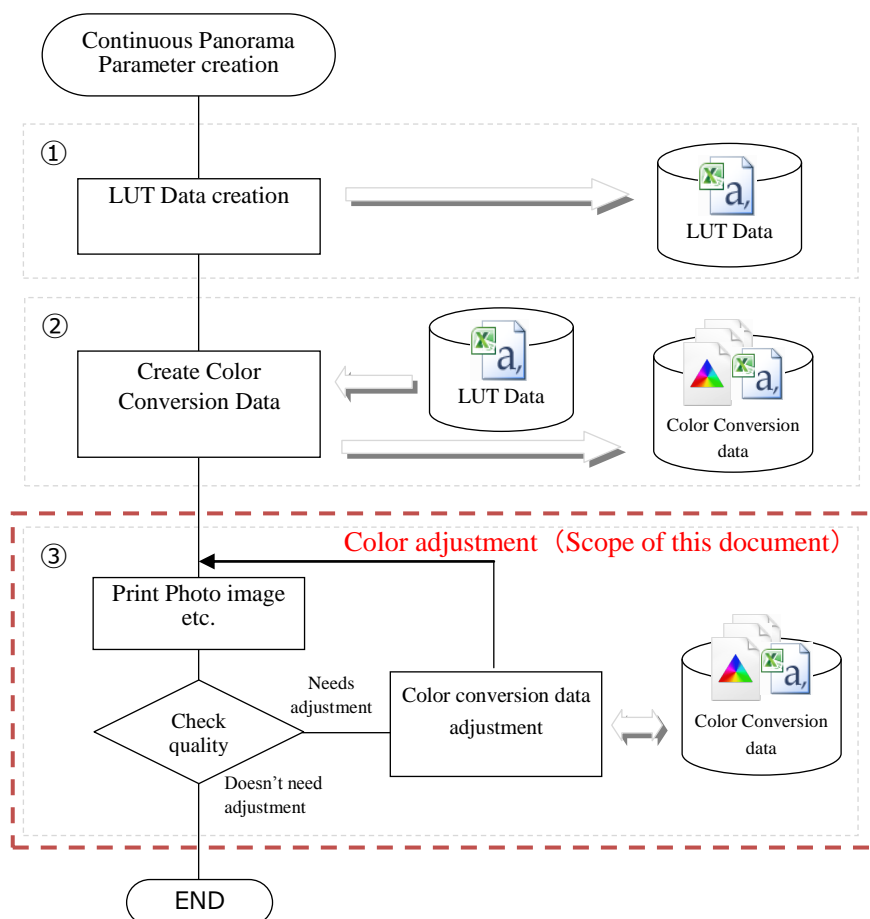 Continuous Panorama
Parameter creation
①
LUT Data creation
a,
LUT Data
②
Create Color
Conversion Data
a,
LUT Data
a,
Color Conversion
data
Color adjustment（Scope of this document）
③
Print Photo image
etc.
Check
quality
Needs
adjustment
Color conversion data
adjustment
a,
Color Conversion
data
Doesn’t need
adjustment
END